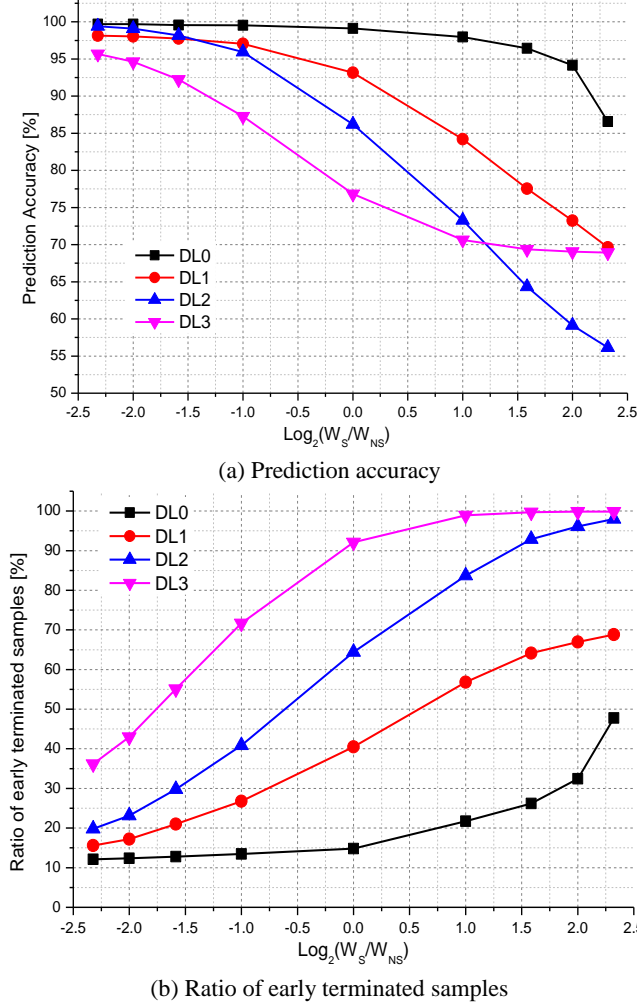 100
95
90
85
80
75
70
65
60
55
50
Prediction Accuracy [%]
DL0
DL1
DL2
DL3
-2.5 -2.0 -1.5 -1.0 -0.5 0.0 0.5 1.0 1.5 2.0 2.5
Log2(WS/WNS)
(a) Prediction accuracy
100
90
80
70
60
50
40
30
20
10
0
Ratio of early terminated samples [%]
DL0
DL1
DL2
DL3
-2.5 -2.0 -1.5 -1.0 -0.5 0.0 0.5 1.0 1.5 2.0 2.5
Log2(WS/WNS)
(b) Ratio of early terminated samples